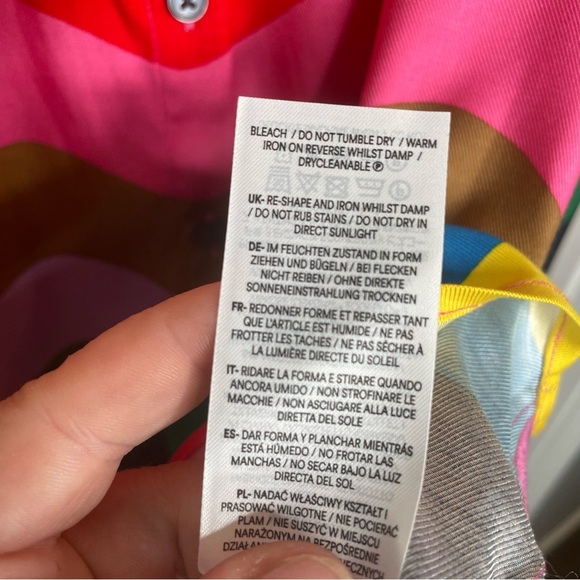 BLEACH / DO NOT TUMBLE DRY / WARM
IRON ON REVERSE WHILST DAMP /
DRYCLEANABLE Ⓟ
UK- RE-SHAPE AND IRON WHILST DAMP
/ DO NOT RUB STAINS / DO NOT DRY IN
DIRECT SUNLIGHT
DE- IM FEUCHTEN ZUSTAND IN FORM
ZIEHEN UND BÜGELN / BEI FLECKEN
NICHT REIBEN / OHNE DIREKTE
SONNENEINSTRAHLUNG TROCKNEN
FR- REDONNER FORME ET REPASSER TANT
QUE L'ARTICLE EST HUMIDE / NE PAS
FROTTER LES TACHES / NE PAS SÉCHER À
LA LUMIÈRE DIRECTE DU SOLEIL
IT- RIDARE LA FORMA E STIRARE QUANDO
ANCORA UMIDO / NON STROFINARE LE
MACCHIE / NON ASCIUGARE ALLA LUCE
DIRETTA DEL SOLE
ES- DAR FORMA Y PLANCHAR MIENTRÁS
ESTÁ HÚMEDO / NO FROTAR LAS
MANCHAS / NO SECAR BAJO LA LUZ
DIRECTA DEL SOL
PL- NADAĆ WŁAŚCIWY KSZTAŁT I
PRASOWAĆ WILGOTNE / NIE POCIERAĆ
PLAM / NIE SUSZYĆ W MIEJSCU
NARAŻONYM NA BEZPOŚREDNIE